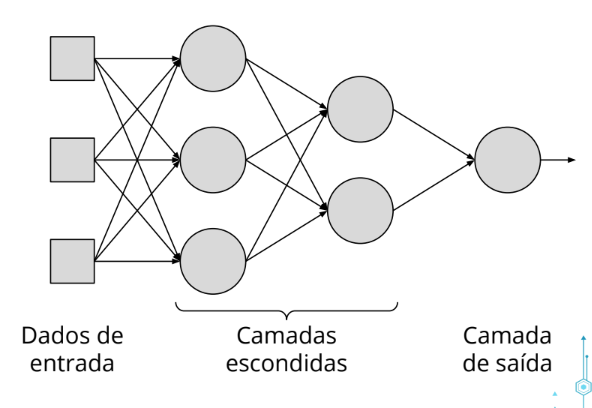 Dados de
entrada
Camadas
escondidas
Camada
de saída